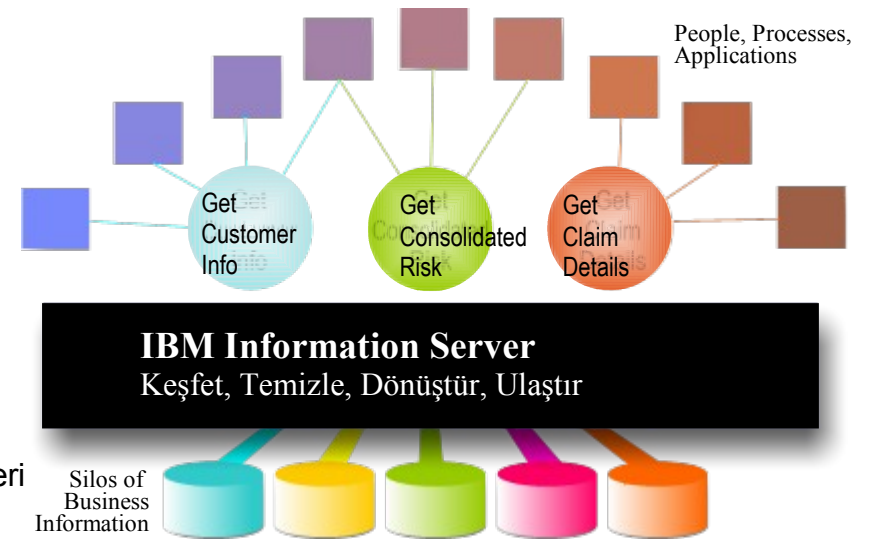 People, Processes,
Applications
Get
Customer
Info
Get
Consolidated
Risk
Get
Claim
Details
IBM Information Server
Keşfet, Temizle, Dönüştür, Ulaştır
eri
Silos of
Business
Information